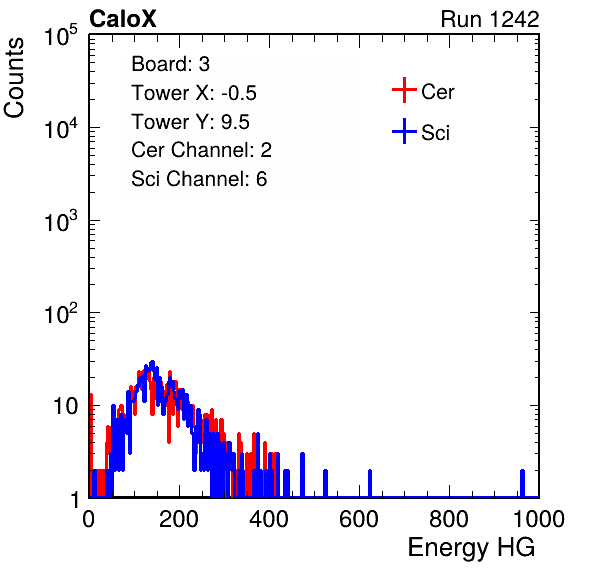 CaloX Run 1242
Counts
10^5
10^4
10^3
10^2
10
1
Board: 3
Tower X: -0.5
Tower Y: 9.5
Cer Channel: 2
Sci Channel: 6
Cer
Sci
0 200 400 600 800 1000
Energy HG